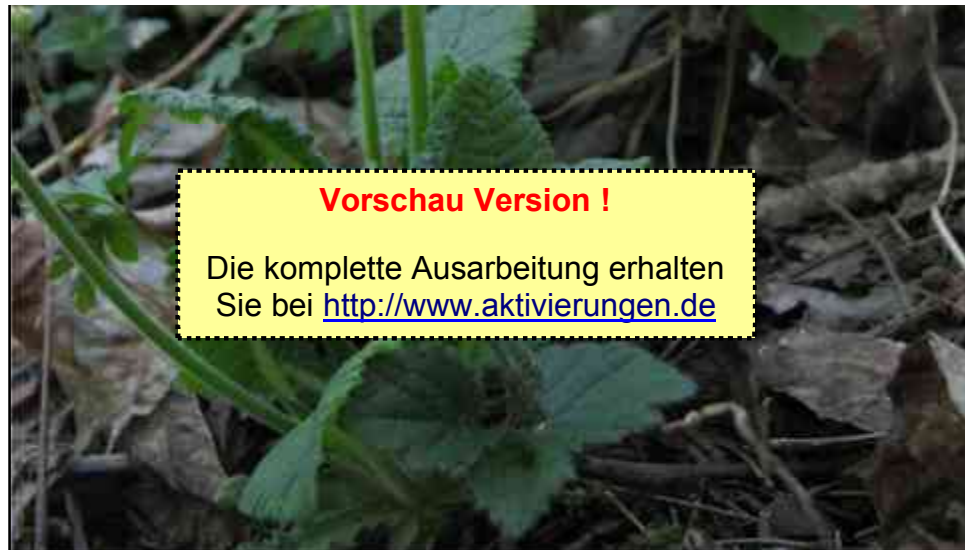 Vorschau Version !
Die komplette Ausarbeitung erhalten
Sie bei http://www.aktivierungen.de